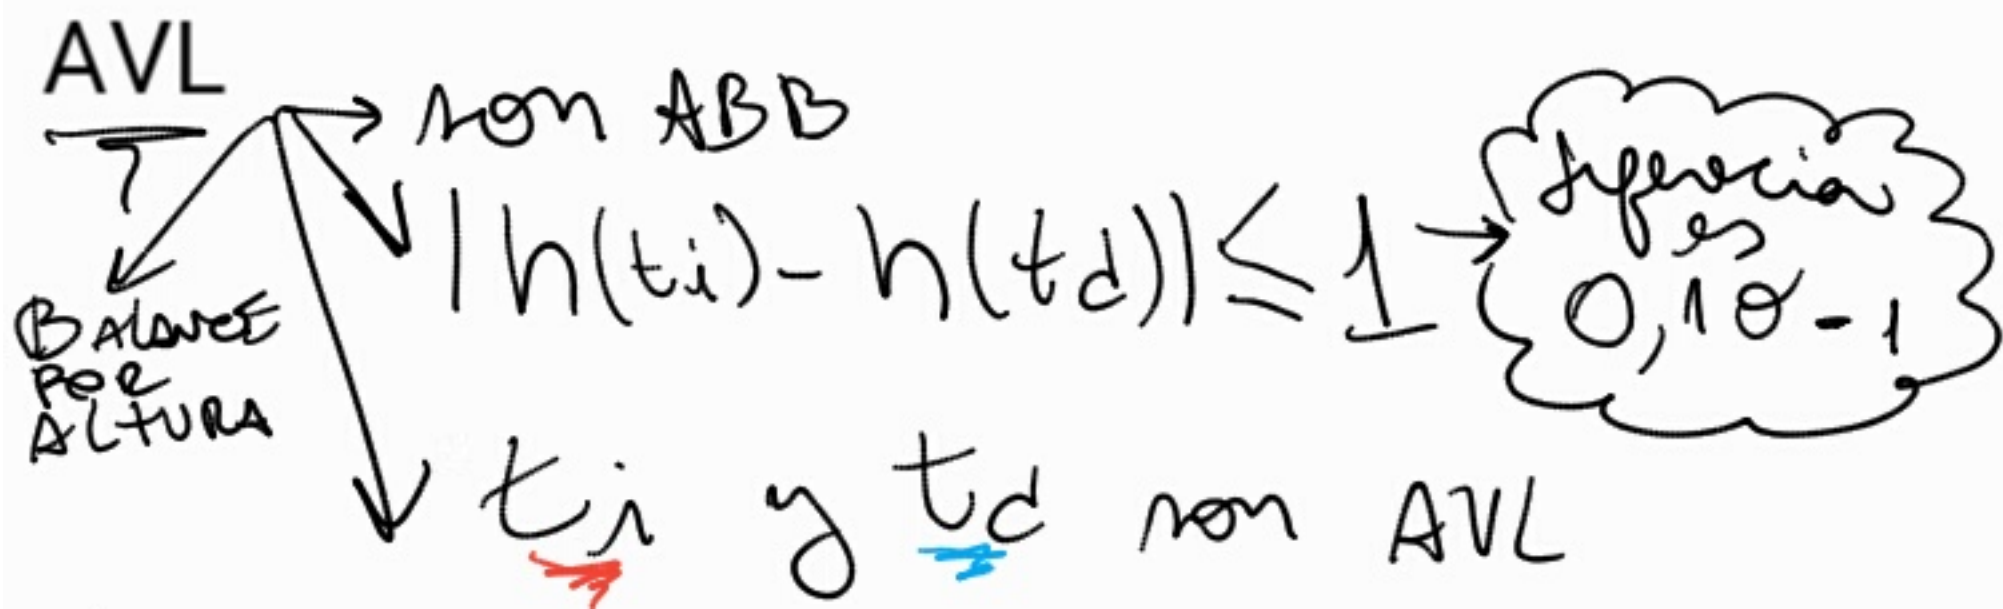 AVL
son ABB
|h(ti) - h(td)| ≤ 1
diferencia
es
0, 1 o -1
BALANCE
POR
ALTURA
ti y td son AVL